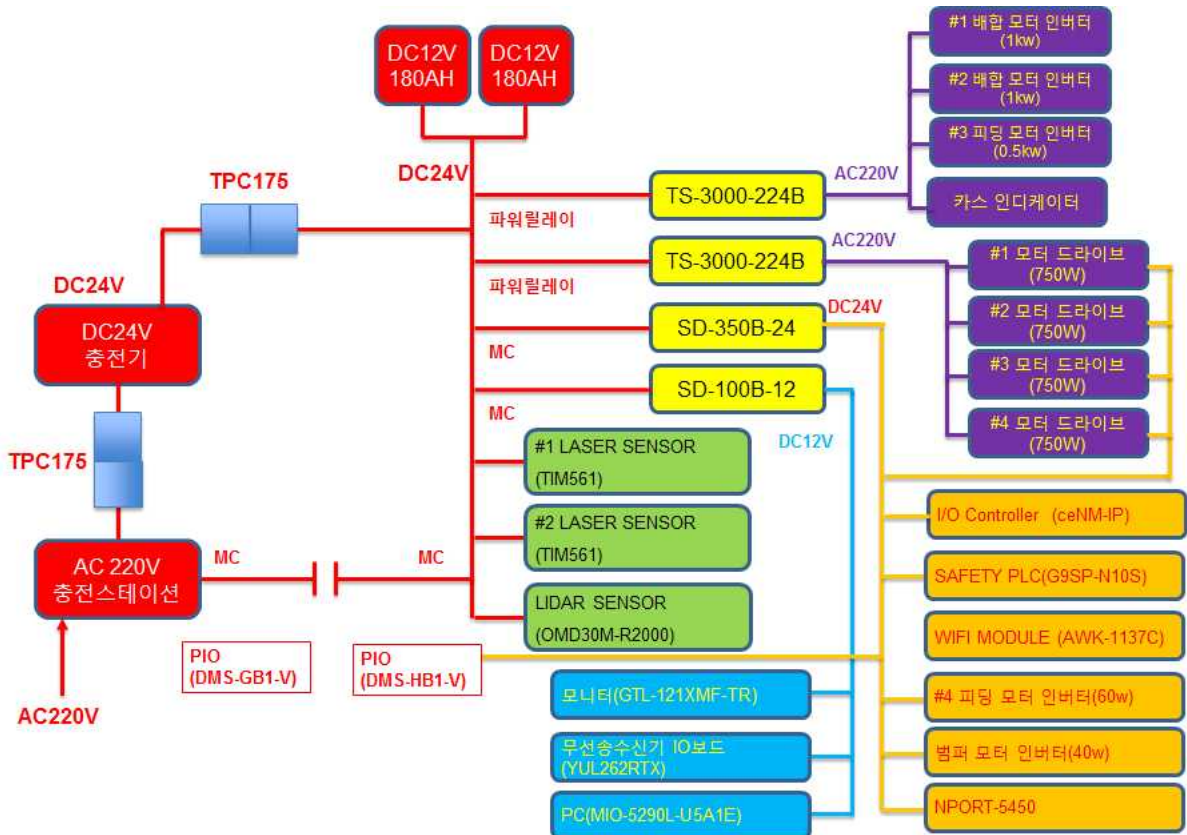 DC12V
180AH
DC12V
180AH
DC24V
TPC175
DC24V
DC24V
충전기
TPC175
AC 220V
충전스테이션
AC220V
MC
MC
PIO
(DMS-GB1-V)
PIO
(DMS-HB1-V)
파워릴레이
파워릴레이
MC
MC
TS-3000-224B
AC220V
TS-3000-224B
AC220V
SD-350B-24
DC24V
SD-100B-12
DC12V
#1 LASER SENSOR
(TIM561)
#2 LASER SENSOR
(TIM561)
LIDAR SENSOR
(OMD30M-R2000)
모니터(GTL-121XMF-TR)
무선송수신기 IO보드
(YUL262RTX)
PC(MIO-5290L-U5A1E)
#1 배합 모터 인버터
(1kw)
#2 배합 모터 인버터
(1kw)
#3 피딩 모터 인버터
(0.5kw)
카스 인디케이터
#1 모터 드라이브
(750W)
#2 모터 드라이브
(750W)
#3 모터 드라이브
(750W)
#4 모터 드라이브
(750W)
I/O Controller (ceNM-IP)
SAFETY PLC(G9SP-N10S)
WIFI MODULE (AWK-1137C)
#4 피딩 모터 인버터(60w)
범퍼 모터 인버터(40w)
NPORT-5450